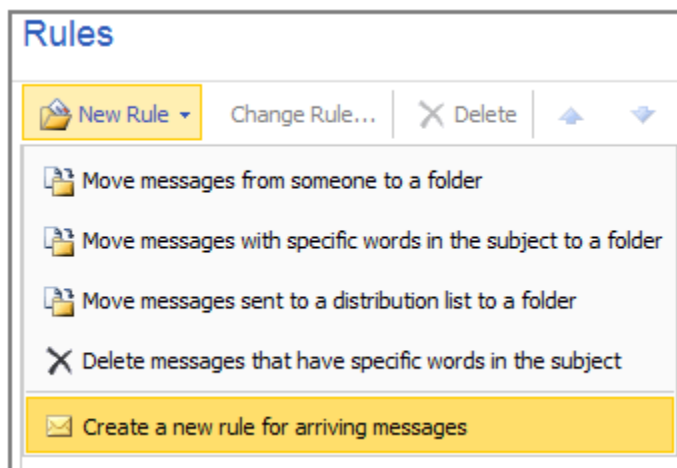 Rules
New Rule Change Rule... Delete
Move messages from someone to a folder
Move messages with specific words in the subject to a folder
Move messages sent to a distribution list to a folder
Delete messages that have specific words in the subject
Create a new rule for arriving messages